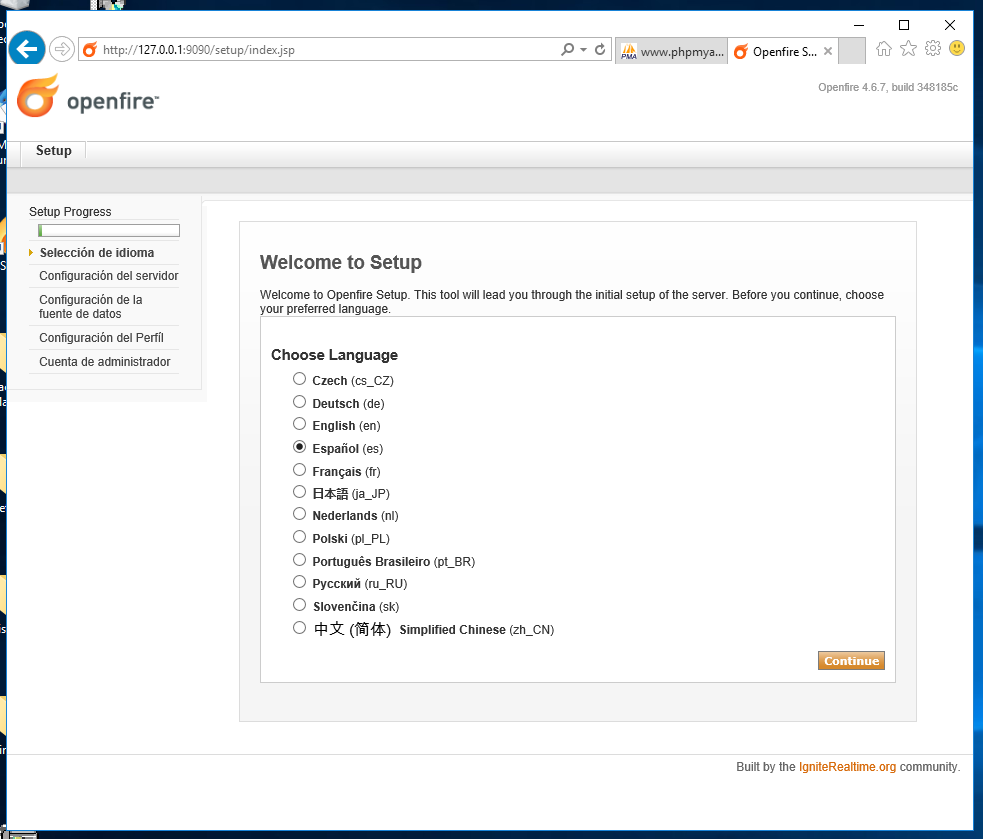 http://127.0.0.1:9090/setup/index.jsp
www.phpmya...
Openfire S...
openfire™
Openfire 4.6.7, build 348185c
Setup
Setup Progress
Selección de idioma
Configuración del servidor
Configuración de la
fuente de datos
Configuración del Perfíl
Cuenta de administrador
Welcome to Setup
Welcome to Openfire Setup. This tool will lead you through the initial setup of the server. Before you continue, choose
your preferred language.
Choose Language
Czech (cs_CZ)
Deutsch (de)
English (en)
Español (es)
Français (fr)
日本語 (ja_JP)
Nederlands (nl)
Polski (pl_PL)
Português Brasileiro (pt_BR)
Русский (ru_RU)
Slovenčina (sk)
中文 (简体) Simplified Chinese (zh_CN)
Continue
Built by the IgniteRealtime.org community.